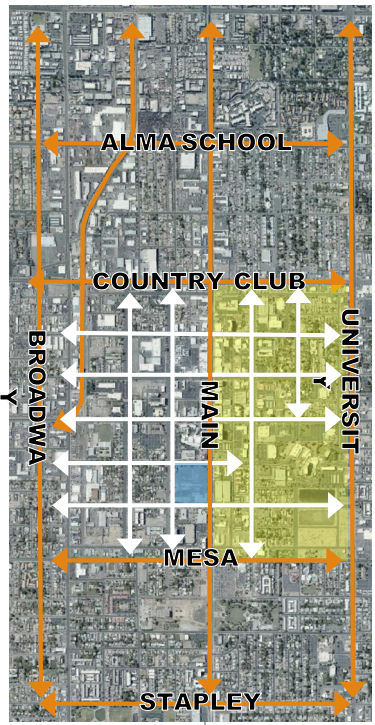 ALMA SCHOOL
COUNTRY CLUB
BROADWA
Y
MAIN
UNIVERSIT
Y
MESA
STAPLEY